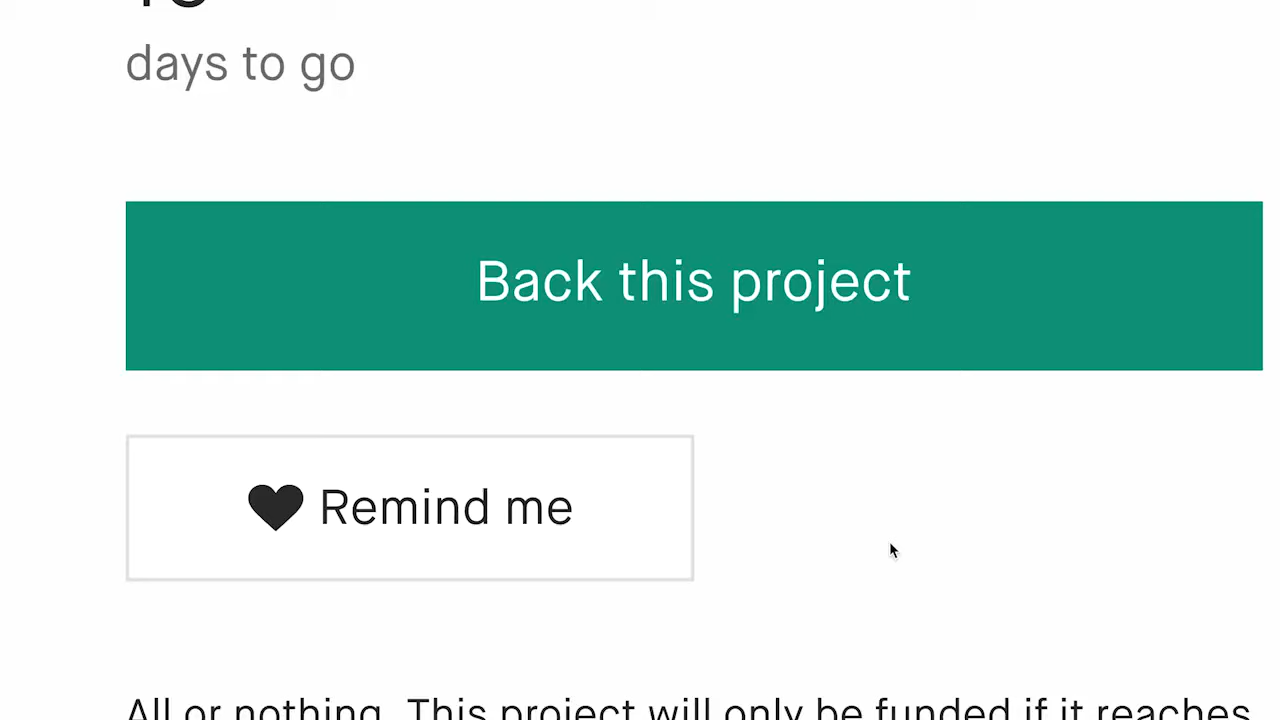 days to go
Back this project
Remind me
All or nothing. This project will only be funded if it reaches